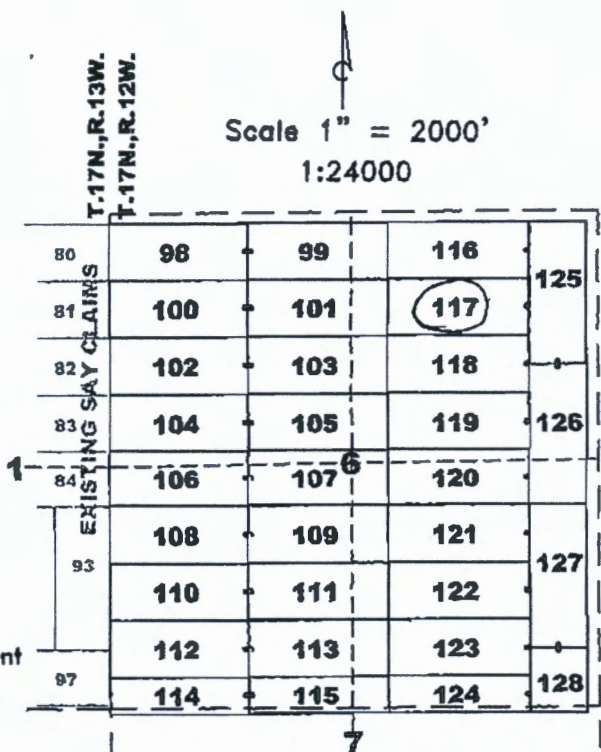 T.17N.,R.13W.
T.17N.,R.12W.
Scale 1" = 2000'
1:24000
80 98 99 116 125
81 100 101 117
82 102 103 118
83 104 105 119 126
1 6
84 106 107 120
108 109 121
93 127
110 111 122
112 113 123
nt
97 128
114 115 124
EXISTING SAY CLAIMS
7